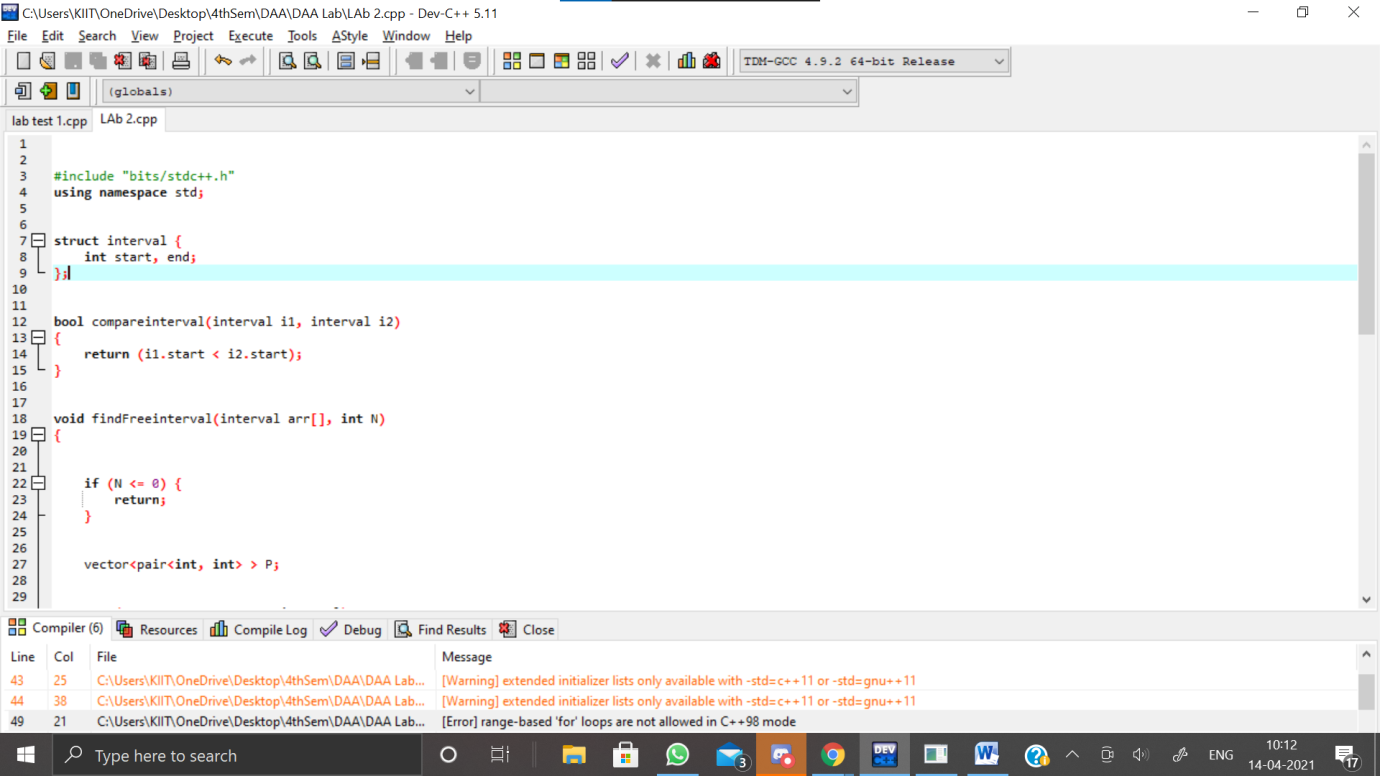 C:\Users\KIIT\OneDrive\Desktop\4thSem\DAA\DAA Lab\LAb 2.cpp - Dev-C++ 5.11
File Edit Search View Project Execute Tools AStyle Window Help
TDM-GCC 4.9.2 64-bit Release
(globals)
lab test 1.cpp LAb 2.cpp
1
2
3 #include "bits/stdc++.h"
4 using namespace std;
5
6
7 struct interval {
8 int start, end;
9 };
10
11
12 bool compareinterval(interval i1, interval i2)
13 {
14 return (i1.start < i2.start);
15 }
16
17
18 void findFreeinterval(interval arr[], int N)
19 {
20
21
22 if (N <= 0) {
23 return;
24 }
25
26
27 vector<pair<int, int> > P;
28
29
Compiler (6) Resources Compile Log Debug Find Results Close
Line Col File Message
43 25 C:\Users\KIIT\OneDrive\Desktop\4thSem\DAA\DAA Lab... [Warning] extended initializer lists only available with -std=c++11 or -std=gnu++11
44 38 C:\Users\KIIT\OneDrive\Desktop\4thSem\DAA\DAA Lab... [Warning] extended initializer lists only available with -std=c++11 or -std=gnu++11
49 21 C:\Users\KIIT\OneDrive\Desktop\4thSem\DAA\DAA Lab... [Error] range-based 'for' loops are not allowed in C++98 mode
Type here to search
3
DEV
C++
W
ENG
10:12
14-04-2021
17